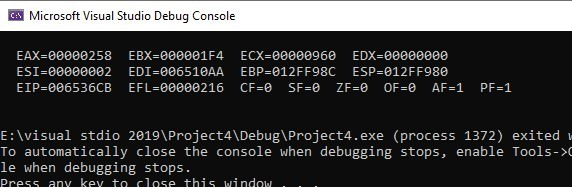 Microsoft Visual Studio Debug Console
EAX=00000258 EBX=000001F4 ECX=00000960 EDX=00000000
ESI=00000002 EDI=006510AA EBP=012FF98C ESP=012FF980
EIP=006536CB EFL=00000216 CF=0 SF=0 ZF=0 OF=0 AF=1 PF=1
E:\visual stdio 2019\Project4\Debug\Project4.exe (process 1372) exited
To automatically close the console when debugging stops, enable Tools->
le when debugging stops.
Press any key to close this window . . .